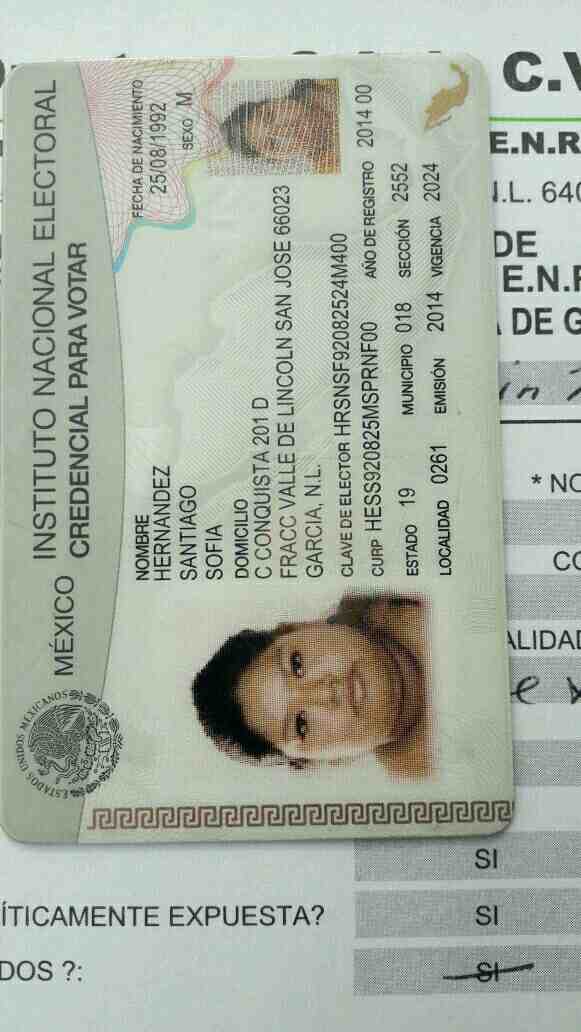 MÉXICO INSTITUTO NACIONAL ELECTORAL
CREDENCIAL PARA VOTAR
ESTADOS UNIDOS MEXICANOS
NOMBRE
HERNANDEZ
SANTIAGO
SOFIA
FECHA DE NACIMIENTO
25/08/1992
SEXO M
DOMICILIO
C CONQUISTA 201 D
FRACC VALLE DE LINCOLN SAN JOSE 66023
GARCIA, N.L.
CLAVE DE ELECTOR HRSNSF92082524M400
CURP HESS920825MSPRNF00 AÑO DE REGISTRO 2014 00
ESTADO 19 MUNICIPIO 018 SECCIÓN 2552
LOCALIDAD 0261 EMISIÓN 2014 VIGENCIA 2024
C.V
E.N.R
N.L. 640
DE
E.N.R
A DE G
* NO
CO
ALIDAD
SI
ÍTICAMENTE EXPUESTA? SI
DOS ?: SI